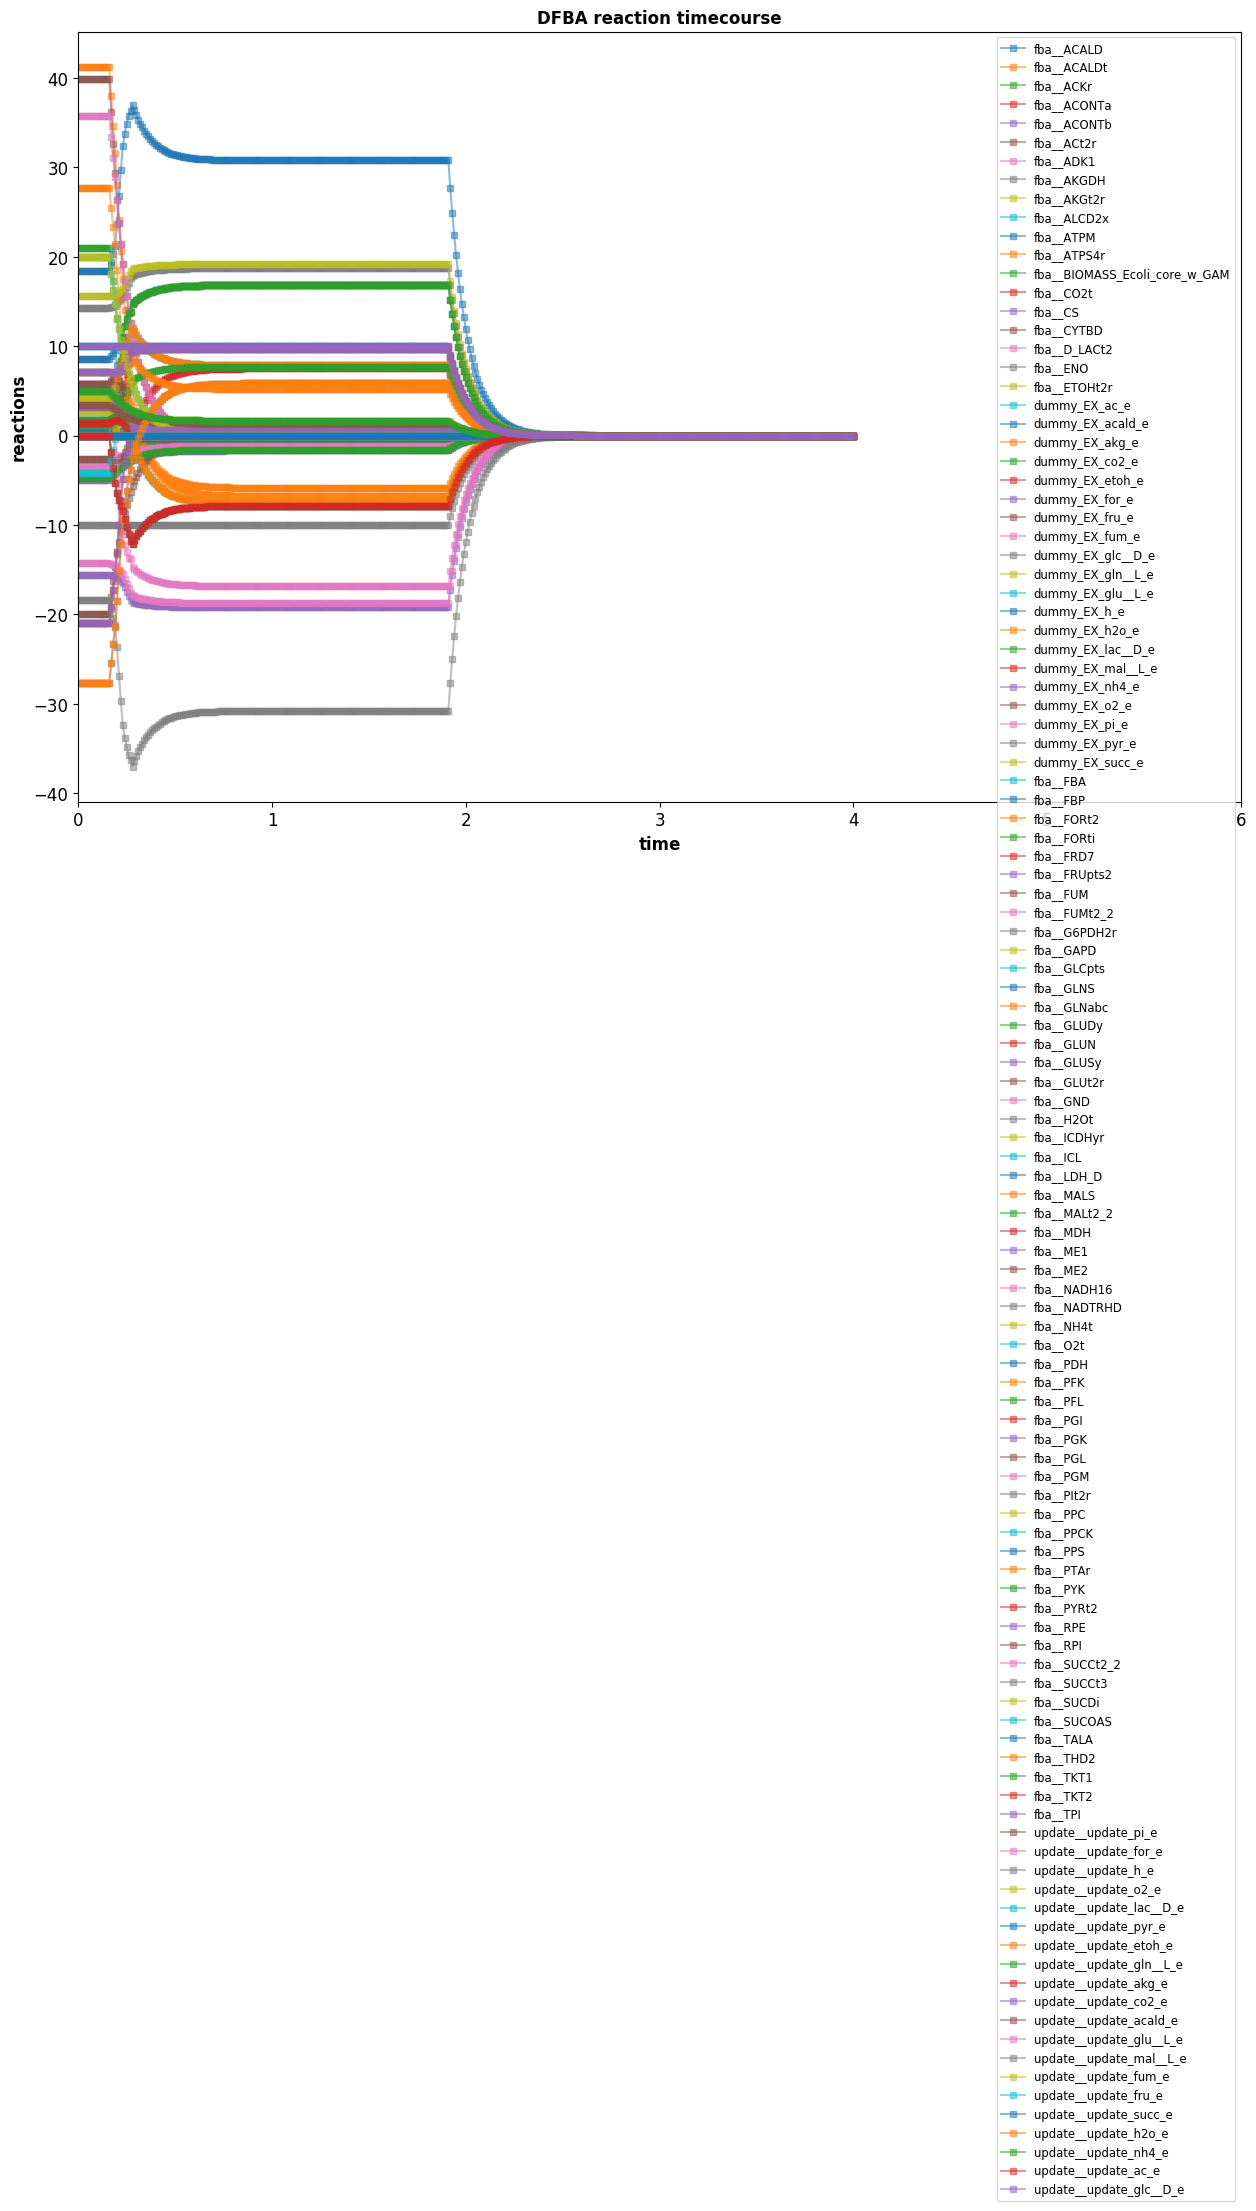 DFBA reaction timecourse
40
30
20
10
0
−10
−20
−30
−40
reactions
0
1
2
3
4
6
time
fba__ACALD
fba__ACALDt
fba__ACKr
fba__ACONTa
fba__ACONTb
fba__ACt2r
fba__ADK1
fba__AKGDH
fba__AKGt2r
fba__ALCD2x
fba__ATPM
fba__ATPS4r
fba__BIOMASS_Ecoli_core_w_GAM
fba__CO2t
fba__CS
fba__CYTBD
fba__D_LACt2
fba__ENO
fba__ETOHt2r
dummy_EX_ac_e
dummy_EX_acald_e
dummy_EX_akg_e
dummy_EX_co2_e
dummy_EX_etoh_e
dummy_EX_for_e
dummy_EX_fru_e
dummy_EX_fum_e
dummy_EX_glc__D_e
dummy_EX_gln__L_e
dummy_EX_glu__L_e
dummy_EX_h_e
dummy_EX_h2o_e
dummy_EX_lac__D_e
dummy_EX_mal__L_e
dummy_EX_nh4_e
dummy_EX_o2_e
dummy_EX_pi_e
dummy_EX_pyr_e
dummy_EX_succ_e
fba__FBA
fba__FBP
fba__FORt2
fba__FORti
fba__FRD7
fba__FRUpts2
fba__FUM
fba__FUMt2_2
fba__G6PDH2r
fba__GAPD
fba__GLCpts
fba__GLNS
fba__GLNabc
fba__GLUDy
fba__GLUN
fba__GLUSy
fba__GLUt2r
fba__GND
fba__H2Ot
fba__ICDHyr
fba__ICL
fba__LDH_D
fba__MALS
fba__MALt2_2
fba__MDH
fba__ME1
fba__ME2
fba__NADH16
fba__NADTRHD
fba__NH4t
fba__O2t
fba__PDH
fba__PFK
fba__PFL
fba__PGI
fba__PGK
fba__PGL
fba__PGM
fba__PIt2r
fba__PPC
fba__PPCK
fba__PPS
fba__PTAr
fba__PYK
fba__PYRt2
fba__RPE
fba__RPI
fba__SUCCt2_2
fba__SUCCt3
fba__SUCDi
fba__SUCOAS
fba__TALA
fba__THD2
fba__TKT1
fba__TKT2
fba__TPI
update__update_pi_e
update__update_for_e
update__update_h_e
update__update_o2_e
update__update_lac__D_e
update__update_pyr_e
update__update_etoh_e
update__update_gln__L_e
update__update_akg_e
update__update_co2_e
update__update_acald_e
update__update_glu__L_e
update__update_mal__L_e
update__update_fum_e
update__update_fru_e
update__update_succ_e
update__update_h2o_e
update__update_nh4_e
update__update_ac_e
update__update_glc__D_e